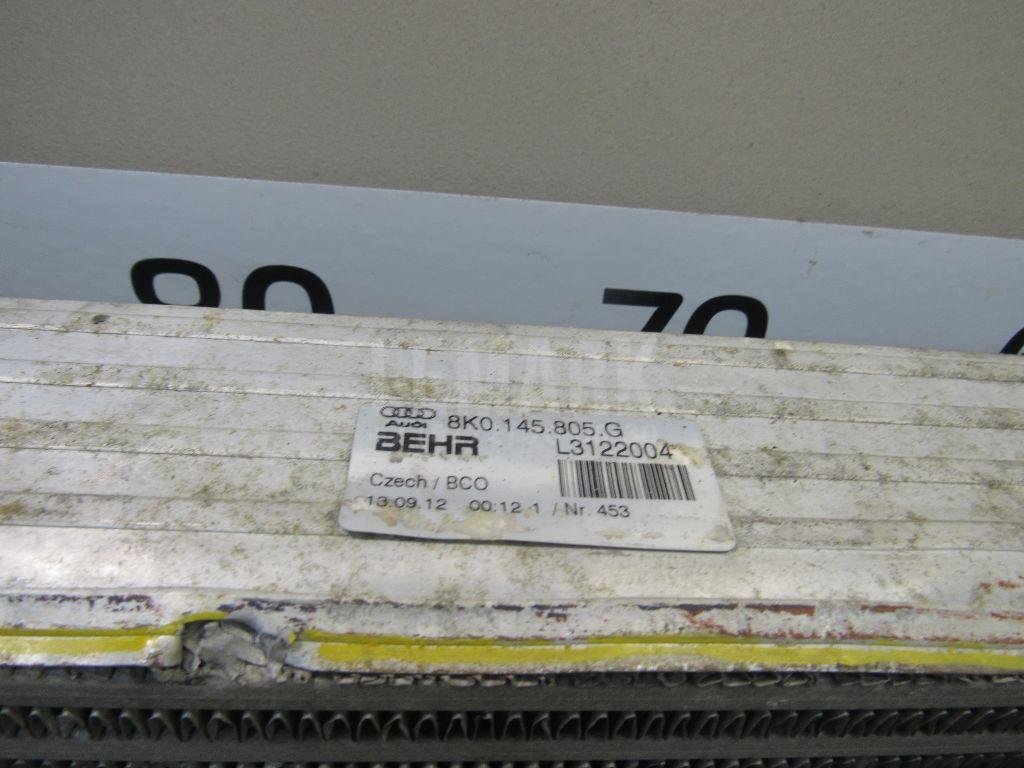 80 70
Audi 8K0.145.805.G
BEHR L3122004
Czech / BCO
13.09.12 00:12 1 / Nr. 453